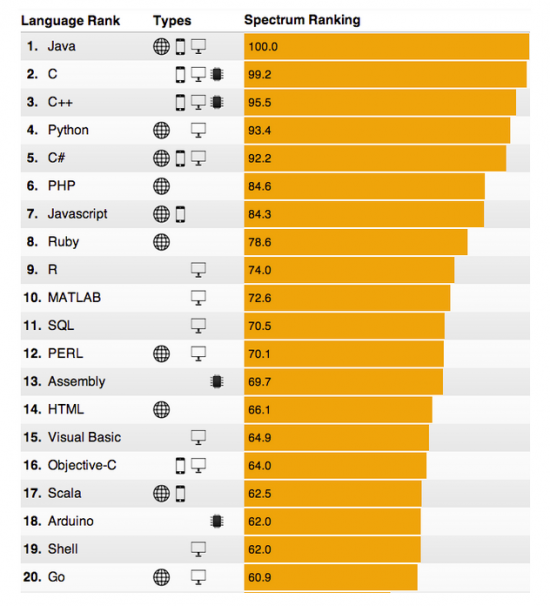 Language Rank Types Spectrum Ranking
1. Java 100.0
2. C 99.2
3. C++ 95.5
4. Python 93.4
5. C# 92.2
6. PHP 84.6
7. Javascript 84.3
8. Ruby 78.6
9. R 74.0
10. MATLAB 72.6
11. SQL 70.5
12. PERL 70.1
13. Assembly 69.7
14. HTML 66.1
15. Visual Basic 64.9
16. Objective-C 64.0
17. Scala 62.5
18. Arduino 62.0
19. Shell 62.0
20. Go 60.9